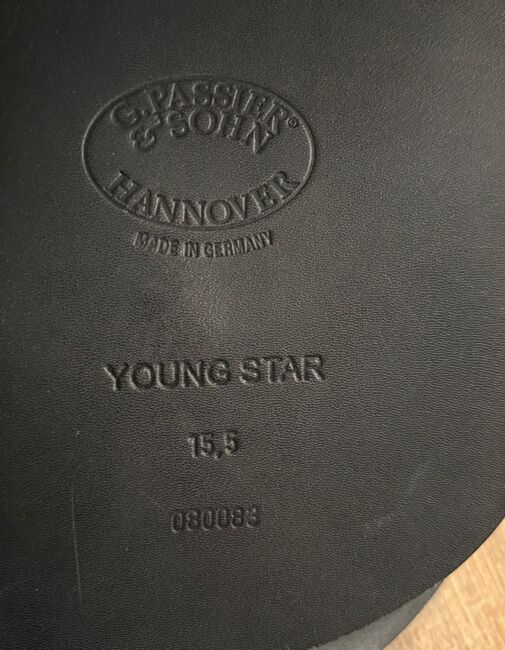 G. PASSIER®
& SOHN
HANNOVER
MADE IN GERMANY
YOUNG STAR
15,5
080083